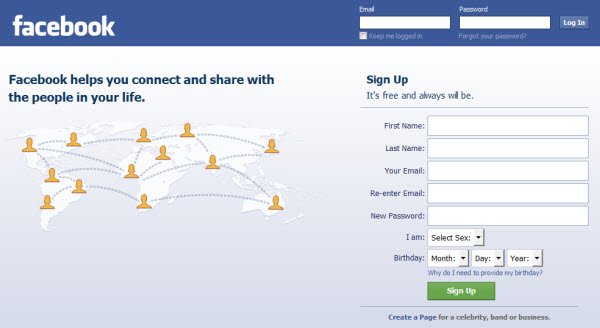 facebook
Email
Password
Log In
Keep me logged in
Forgot your password?
Facebook helps you connect and share with
the people in your life.
Sign Up
It's free and always will be.
First Name:
Last Name:
Your Email:
Re-enter Email:
New Password:
I am: Select Sex:
Birthday: Month: Day: Year:
Why do I need to provide my birthday?
Sign Up
Create a Page for a celebrity, band or business.